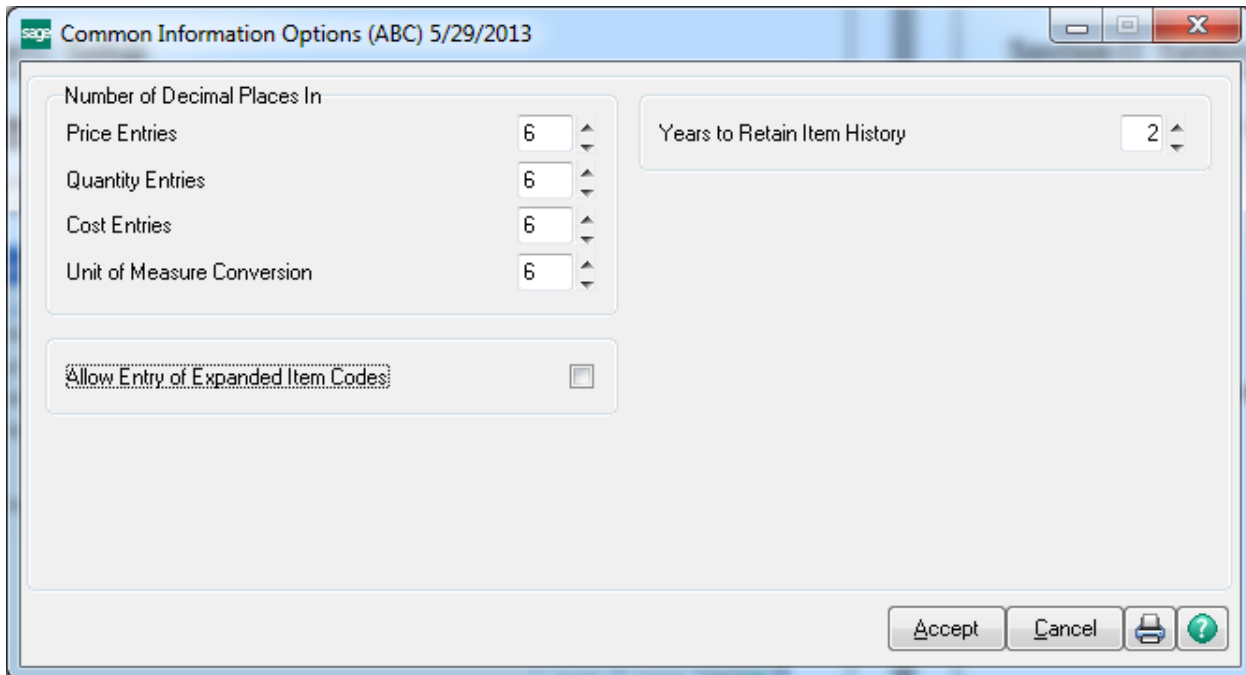 sage Common Information Options (ABC) 5/29/2013
Number of Decimal Places In
Price Entries 6
Quantity Entries 6
Cost Entries 6
Unit of Measure Conversion 6
Years to Retain Item History 2
Allow Entry of Expanded Item Codes
Accept Cancel ?